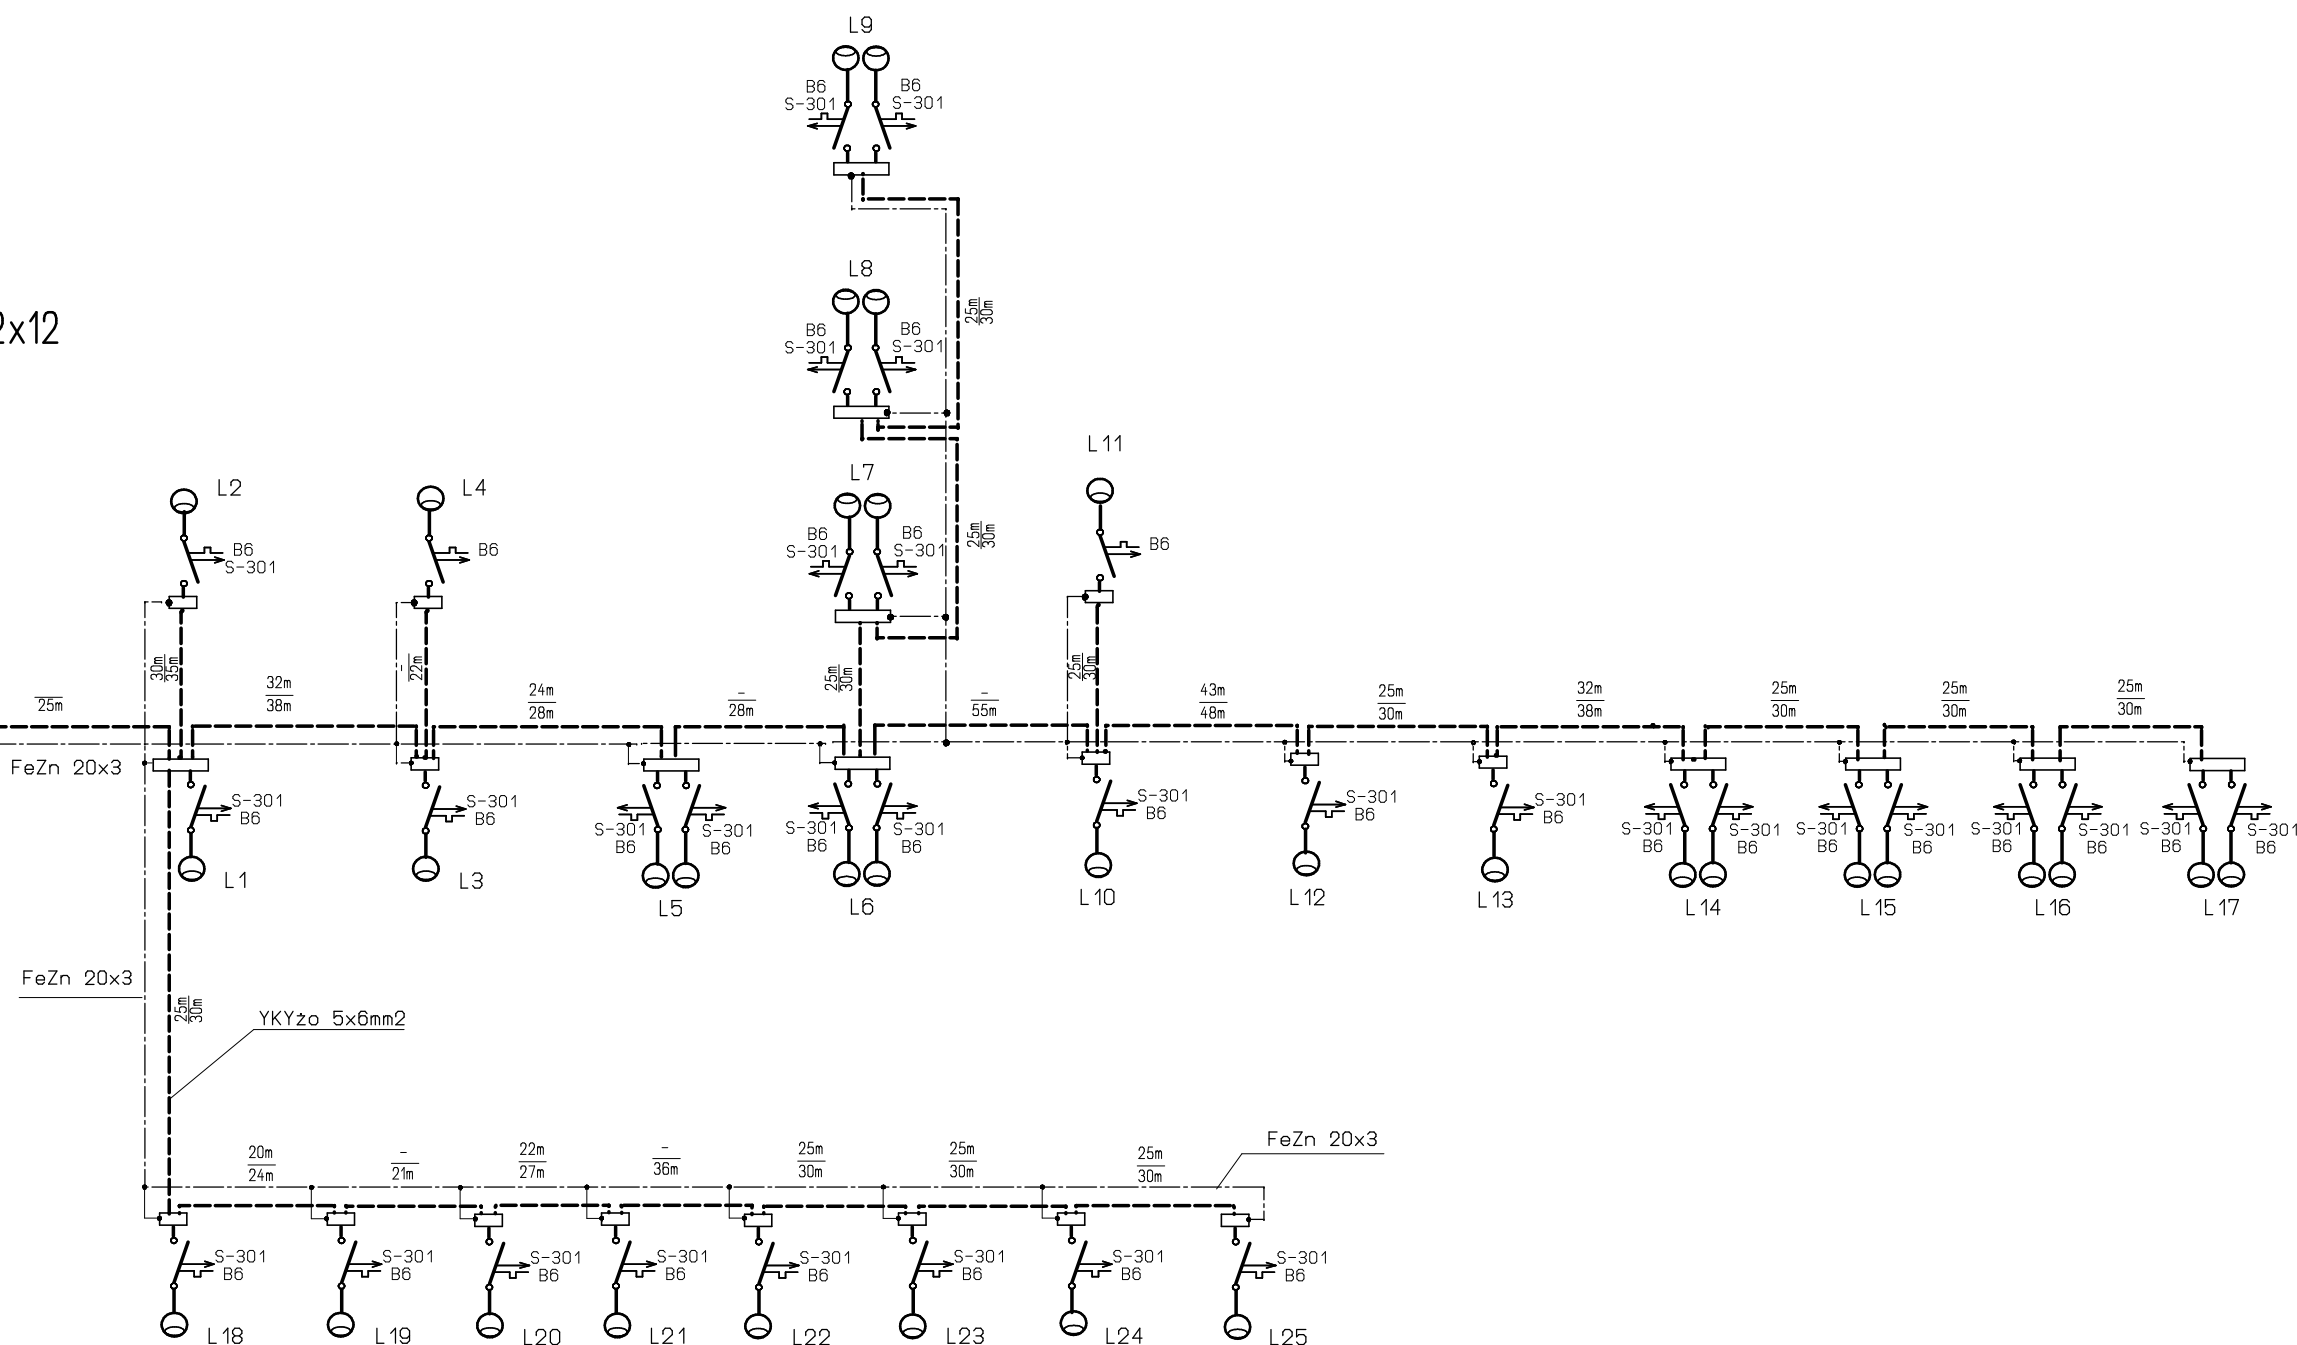 L9
B6
S-301
B6
S-301
L8
B6
S-301
B6
S-301
25m
30m
2x12
L11
L7
L2
L4
B6
S-301
B6
S-301
25m
30m
B6
S-301
B6
B6
30m
35m
-
22m
25m
30m
25m
30m
25m
32m
38m
24m
28m
-
28m
-
55m
43m
48m
25m
30m
32m
38m
25m
30m
25m
30m
25m
30m
FeZn 20x3
S-301
B6
S-301
B6
S-301
B6
S-301
B6
S-301
B6
S-301
B6
S-301
B6
S-301
B6
S-301
B6
S-301
B6
S-301
B6
S-301
B6
S-301
B6
S-301
B6
S-301
B6
S-301
B6
S-301
B6
L1
L3
L5
L6
L10
L12
L13
L14
L15
L16
L17
FeZn 20x3
25m
30m
YKYżo 5x6mm2
FeZn 20x3
20m
24m
-
21m
22m
27m
-
36m
25m
30m
25m
30m
25m
30m
S-301
B6
S-301
B6
S-301
B6
S-301
B6
S-301
B6
S-301
B6
S-301
B6
S-301
B6
L18
L19
L20
L21
L22
L23
L24
L25